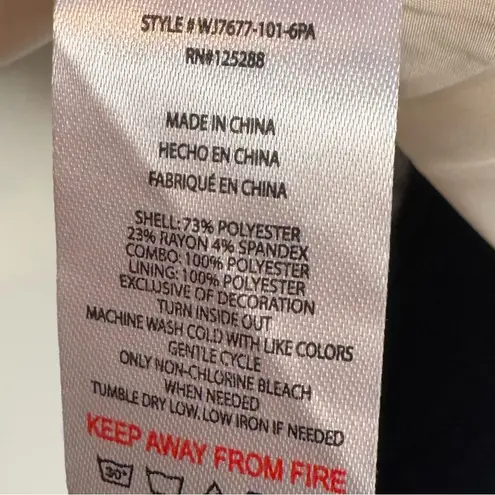 STYLE # WJ7677-101-6PA
RN#125288
MADE IN CHINA
HECHO EN CHINA
FABRIQUÉ EN CHINA
SHELL: 73% POLYESTER
23% RAYON 4% SPANDEX
COMBO: 100% POLYESTER
LINING: 100% POLYESTER
EXCLUSIVE OF DECORATION
TURN INSIDE OUT
MACHINE WASH COLD WITH LIKE COLORS
GENTLE CYCLE
ONLY NON-CHLORINE BLEACH
WHEN NEEDED
TUMBLE DRY LOW, LOW IRON IF NEEDED
KEEP AWAY FROM FIRE
30°